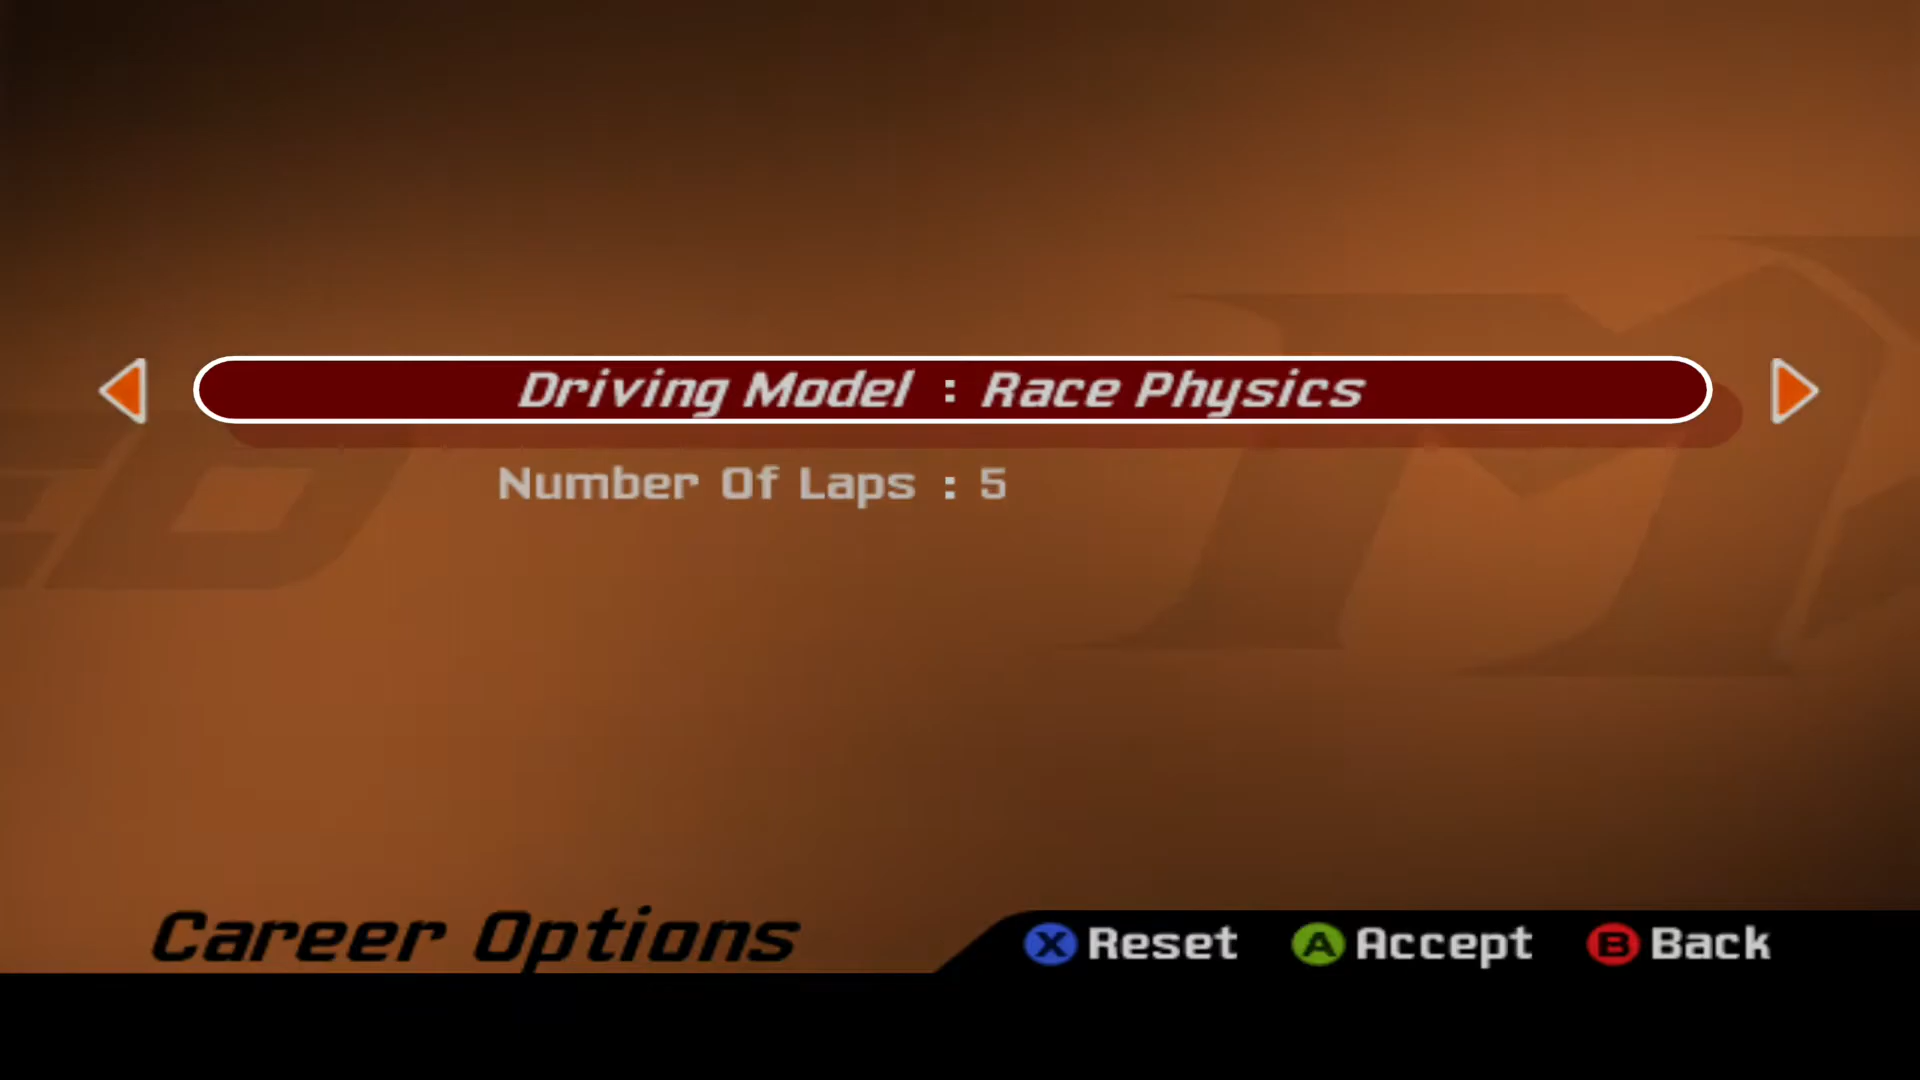 Driving Model : Race Physics
Number Of Laps : 5
Career Options
X Reset A Accept B Back